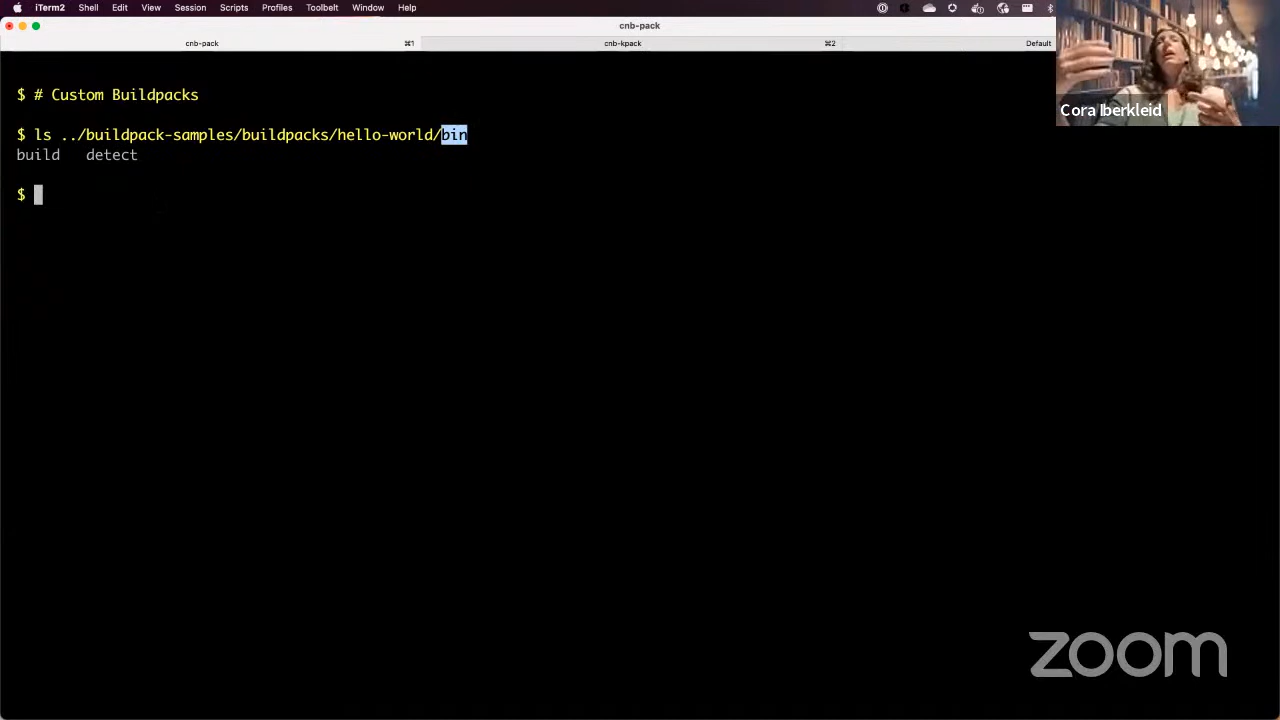 iTerm2 Shell Edit View Session Scripts Profiles Toolbelt Window Help
cnb-pack
cnb-pack ⌘1 cnb-kpack ⌘2 Default
Cora Iberkleid
$ # Custom Buildpacks
$ ls ../buildpack-samples/buildpacks/hello-world/bin
build detect
$
zoom